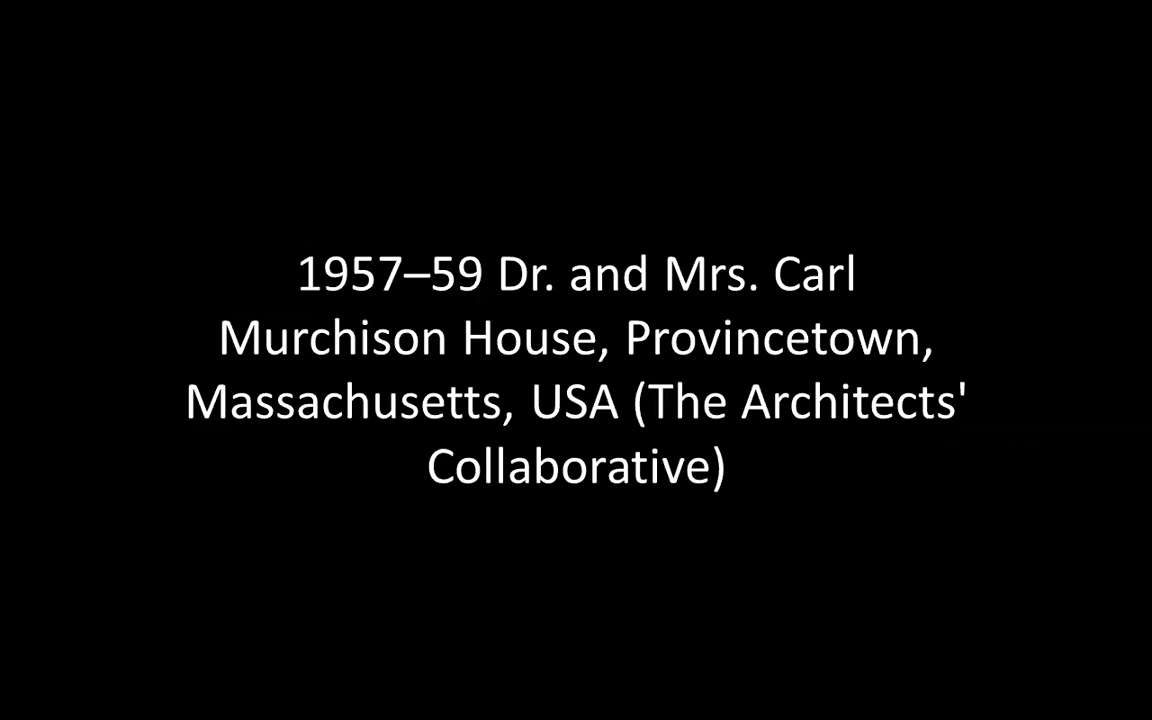 1957–59 Dr. and Mrs. Carl
Murchison House, Provincetown,
Massachusetts, USA (The Architects'
Collaborative)